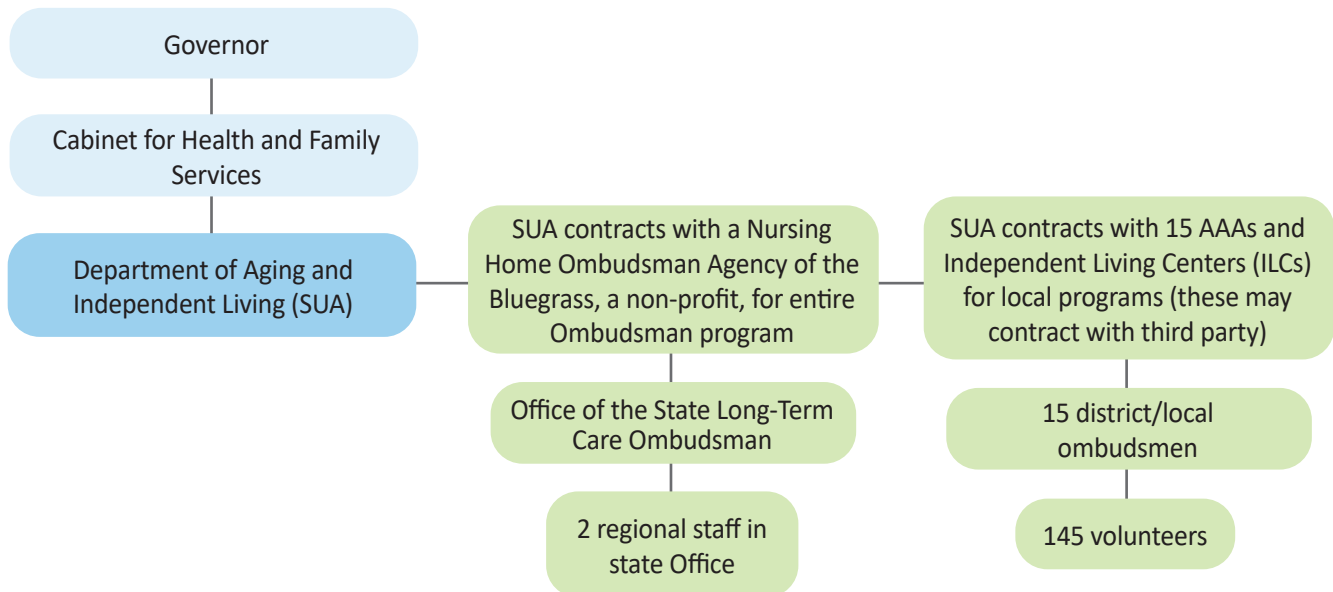 Governor
Cabinet for Health and Family
Services
Department of Aging and
Independent Living (SUA)
SUA contracts with a Nursing
Home Ombudsman Agency of the
Bluegrass, a non-profit, for entire
Ombudsman program
Office of the State Long-Term
Care Ombudsman
2 regional staff in
state Office
SUA contracts with 15 AAAs and
Independent Living Centers (ILCs)
for local programs (these may
contract with third party)
15 district/local
ombudsmen
145 volunteers